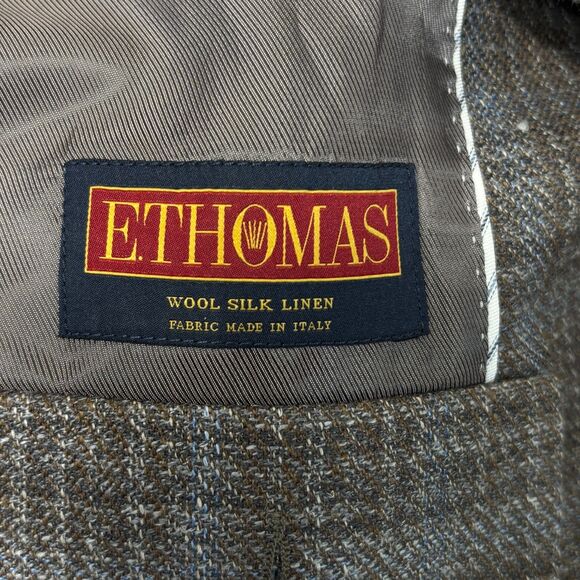 E.THOMAS
WOOL SILK LINEN
FABRIC MADE IN ITALY